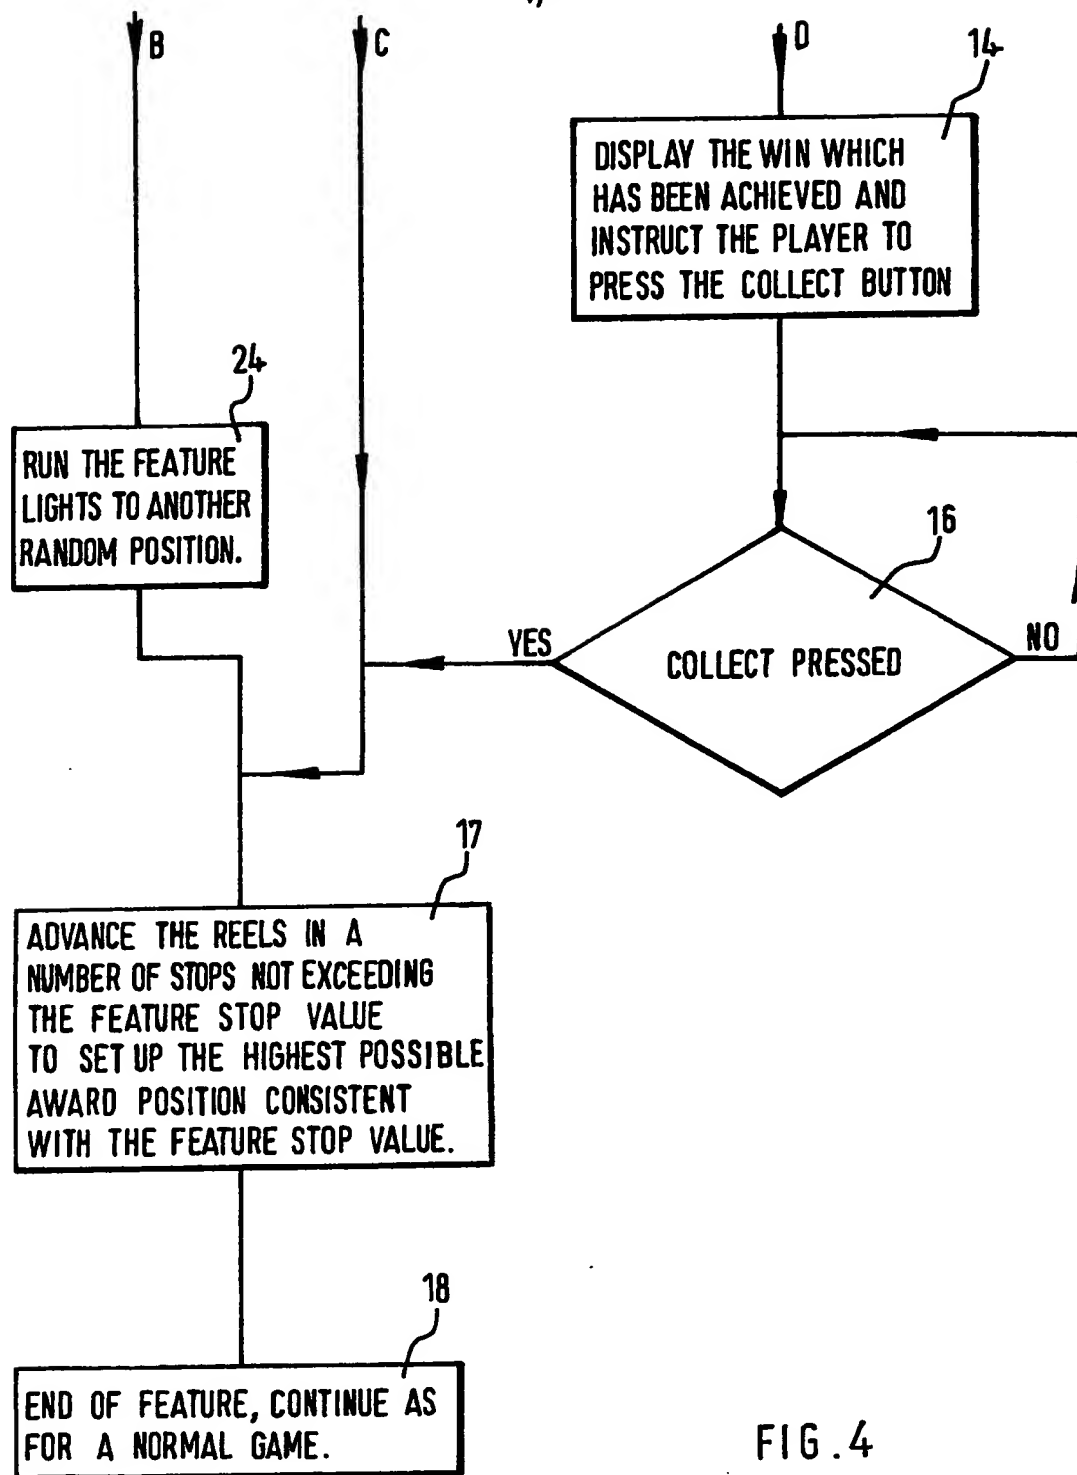 B
C
D
14
DISPLAY THE WIN WHICH
HAS BEEN ACHIEVED AND
INSTRUCT THE PLAYER TO
PRESS THE COLLECT BUTTON
24
RUN THE FEATURE
LIGHTS TO ANOTHER
RANDOM POSITION.
16
YES
COLLECT PRESSED
NO
17
ADVANCE THE REELS IN A
NUMBER OF STOPS NOT EXCEEDING
THE FEATURE STOP VALUE
TO SET UP THE HIGHEST POSSIBLE
AWARD POSITION CONSISTENT
WITH THE FEATURE STOP VALUE.
18
END OF FEATURE, CONTINUE AS
FOR A NORMAL GAME.
FIG.4